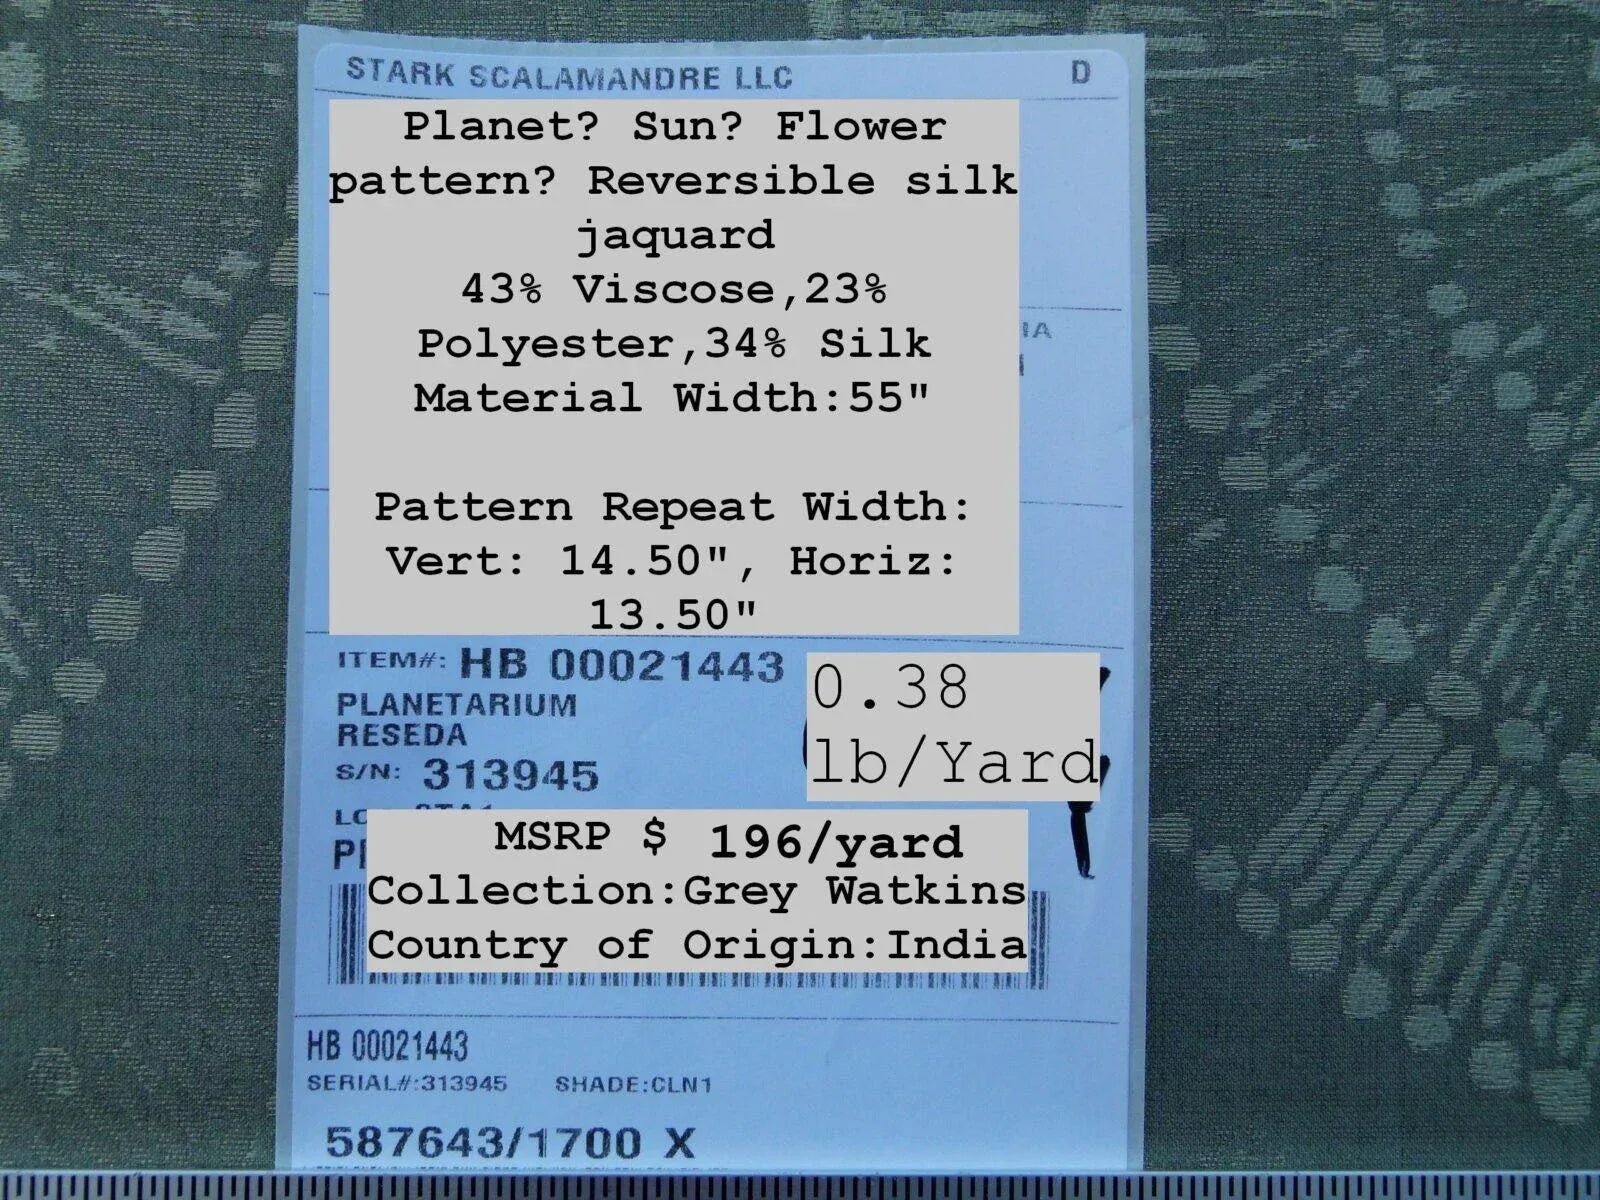 STARK SCALAMANDRE LLC D
Planet? Sun? Flower
pattern? Reversible silk
jaquard
43% Viscose,23%
Polyester,34% Silk
IA
Material Width:55"
Pattern Repeat Width:
Vert: 14.50", Horiz:
13.50"
ITEM#: HB 00021443
0.38
lb/Yard
PLANETARIUM
RESEDA
S/N: 313945
MSRP $ 196/yard
Collection:Grey Watkins
Country of Origin:India
HB 00021443
SERIAL#:313945 SHADE:CLN1
587643/1700 X